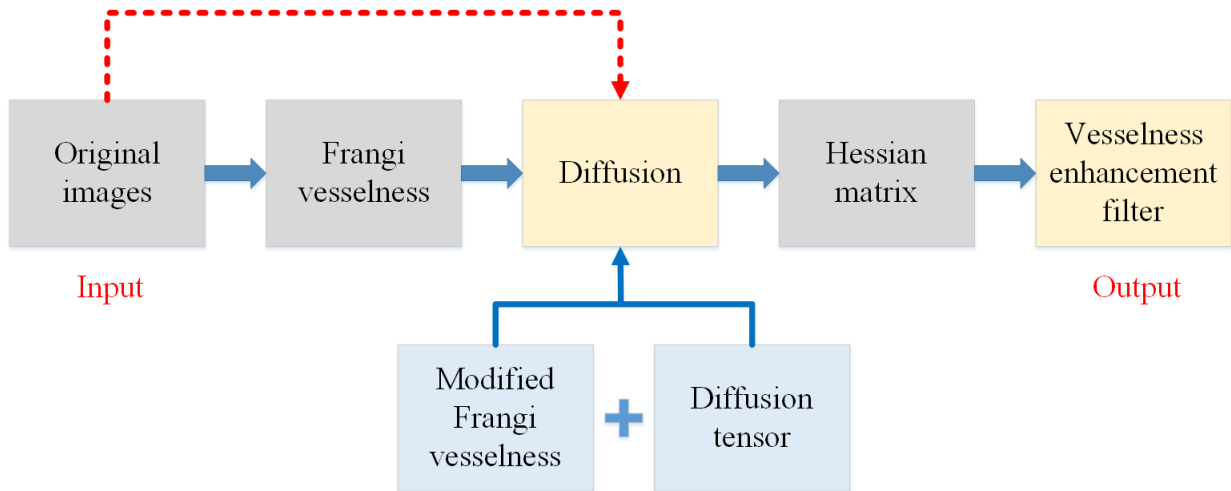 Original
images
Frangi
vesselness
Diffusion
Hessian
matrix
Vesselness
enhancement
filter
Input
Output
Modified
Frangi
vesselness
+
Diffusion
tensor